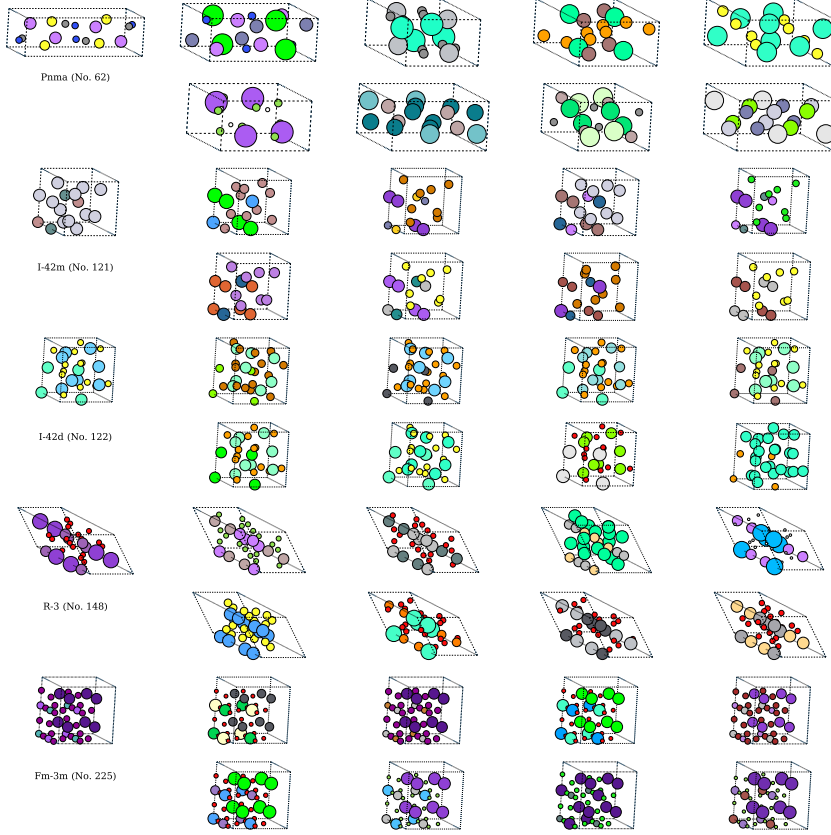 Pnma (No. 62)
I-42m (No. 121)
I-42d (No. 122)
R-3 (No. 148)
Fm-3m (No. 225)